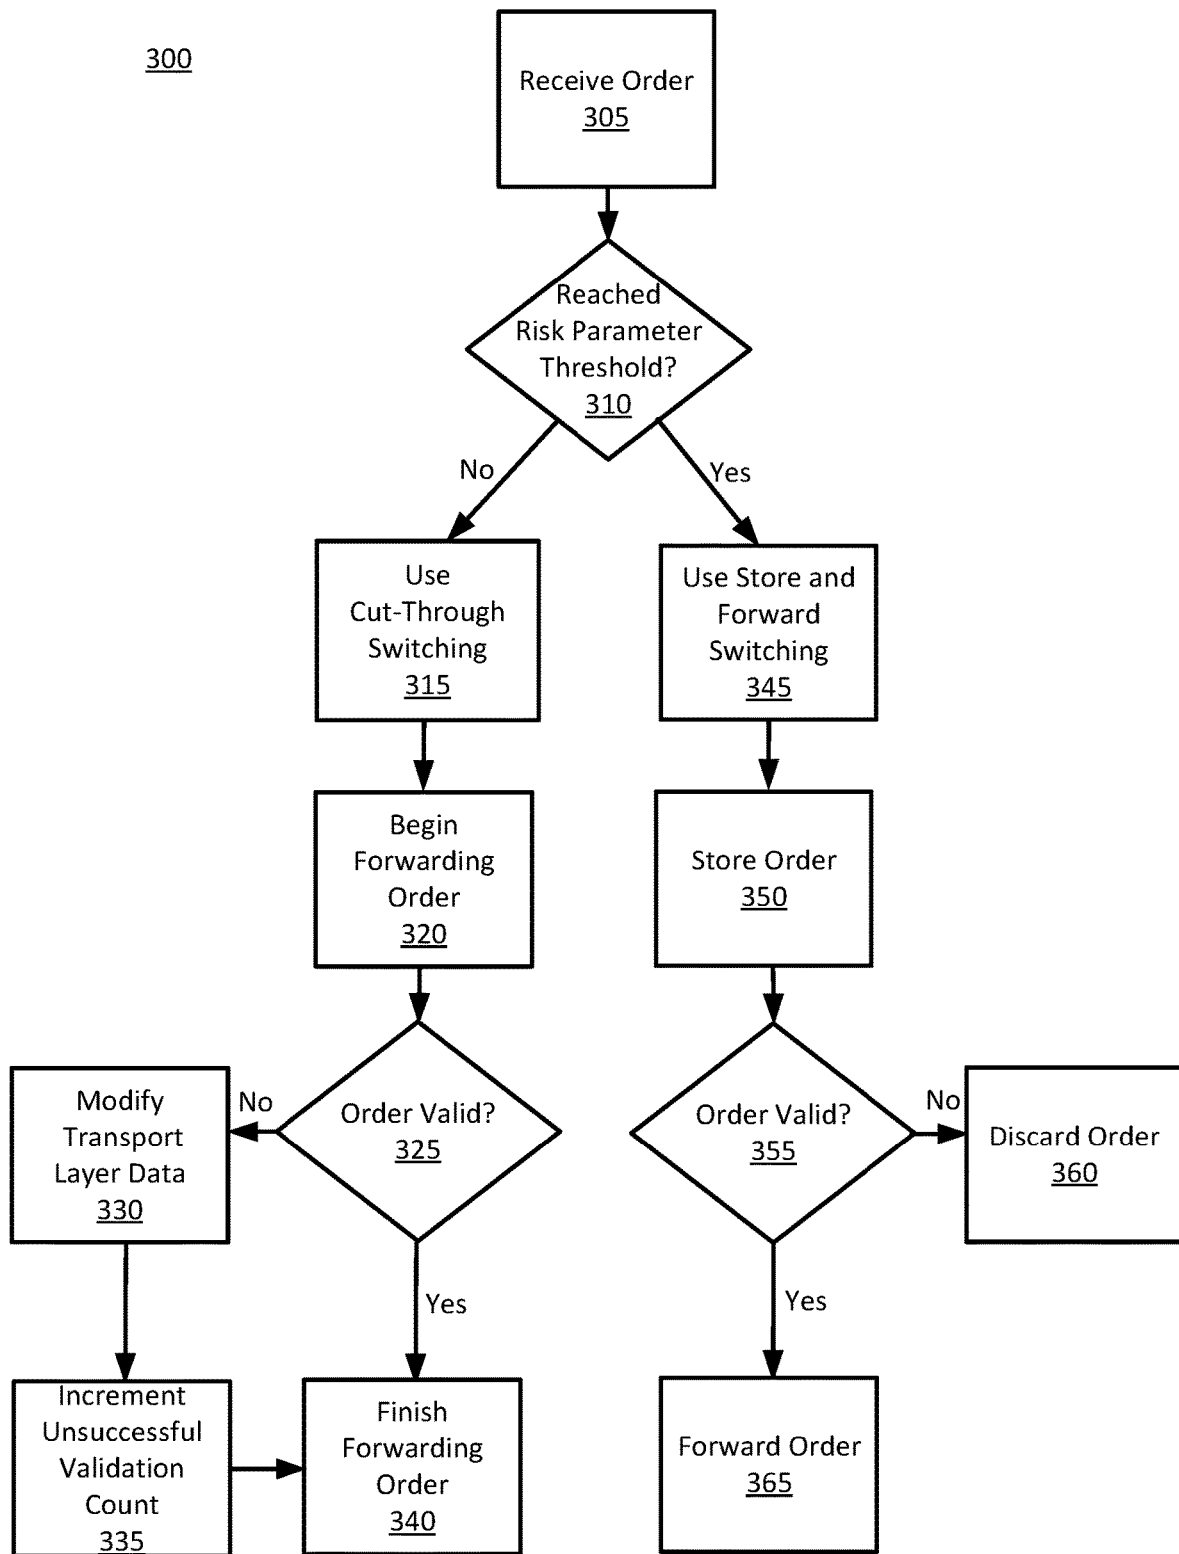 300
Receive Order
305
Reached
Risk Parameter
Threshold?
310
No
Yes
Use
Cut-Through
Switching
315
Use Store and
Forward
Switching
345
Begin
Forwarding
Order
320
Store Order
350
Modify
Transport
Layer Data
330
No
Order Valid?
325
Order Valid?
355
No
Discard Order
360
Yes
Yes
Increment
Unsuccessful
Validation
Count
335
Finish
Forwarding
Order
340
Forward Order
365